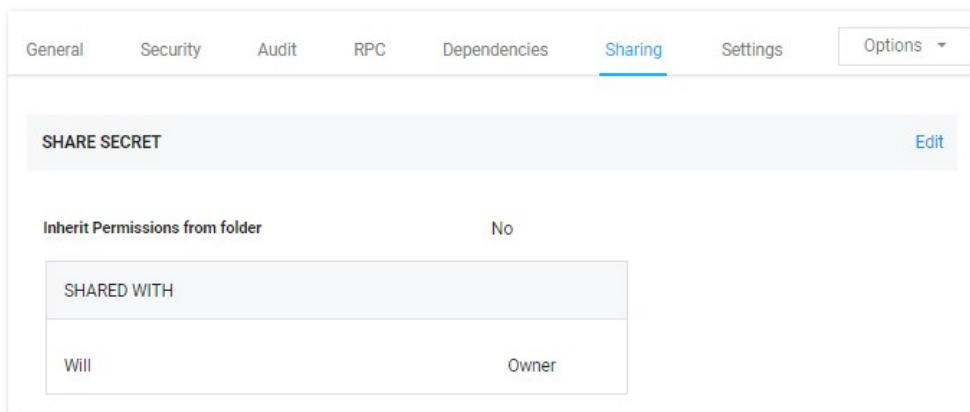 General Security Audit RPC Dependencies Sharing Settings Options
SHARE SECRET Edit
Inherit Permissions from folder No
SHARED WITH
Will Owner